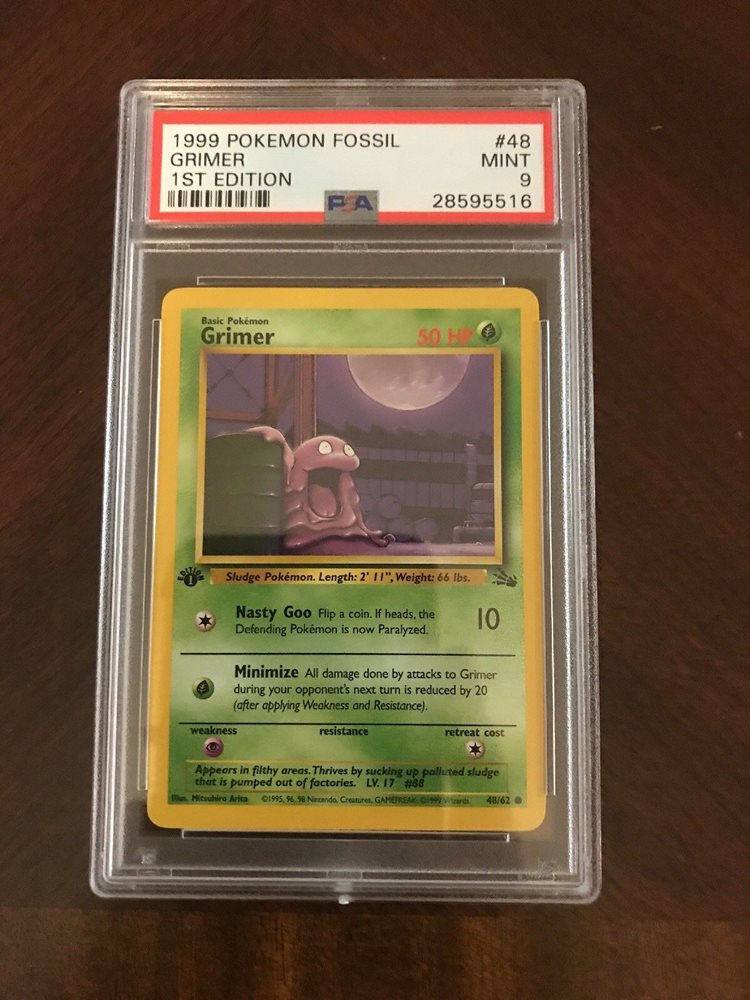 1999 POKEMON FOSSIL #48
GRIMER MINT
1ST EDITION 9
PSA 28595516
Basic Pokémon
Grimer 50 HP
EDITION
1
Sludge Pokémon. Length: 2' 11", Weight: 66 lbs.
Nasty Goo Flip a coin. If heads, the
Defending Pokémon is now Paralyzed.
10
Minimize All damage done by attacks to Grimer
during your opponent's next turn is reduced by 20
(after applying Weakness and Resistance).
weakness resistance retreat cost
Appears in filthy areas. Thrives by sucking up polluted sludge
that is pumped out of factories. LV. 17 #88
Illus. Mitsuhiro Arita ©1995, 96, 98 Nintendo, Creatures, GAMEFREAK. ©1999 Wizards. 48/62